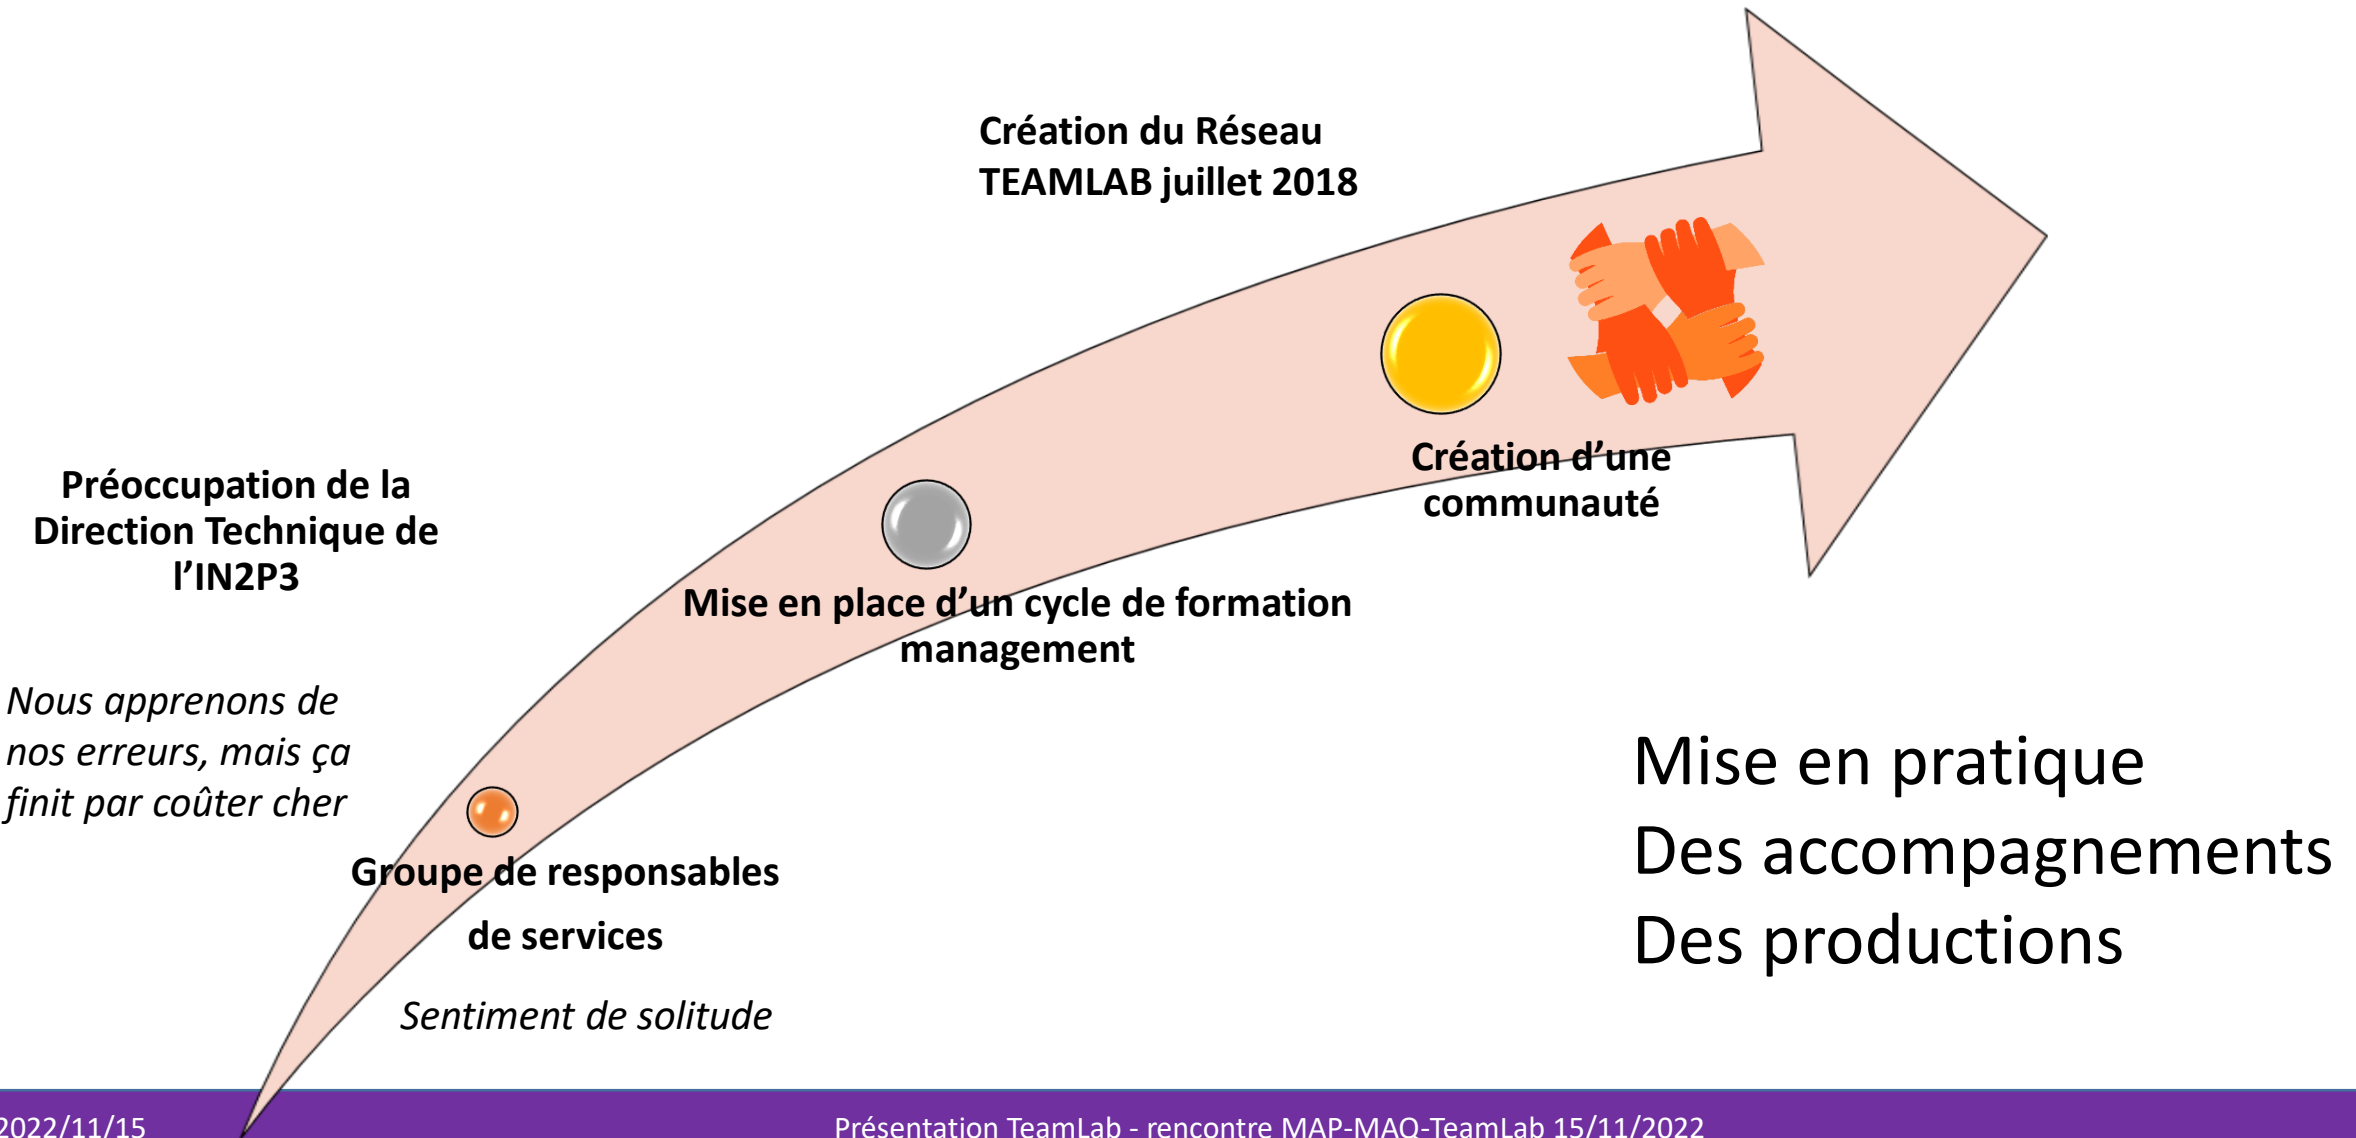 Création du Réseau
TEAMLAB juillet 2018
Préoccupation de la
Direction Technique de
l’IN2P3
Création d’une
communauté
Mise en place d’un cycle de formation
management
Nous apprenons de
nos erreurs, mais ça
finit par coûter cher
Groupe de responsables
de services
Sentiment de solitude
Mise en pratique
Des accompagnements
Des productions
2022/11/15
Présentation TeamLab - rencontre MAP-MAQ-TeamLab 15/11/2022